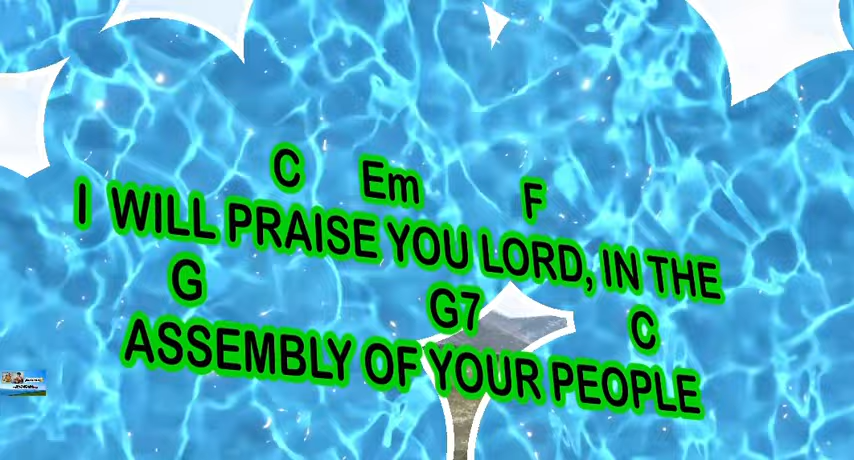 C Em F
I WILL PRAISE YOU LORD, IN THE
G G7 C
ASSEMBLY OF YOUR PEOPLE